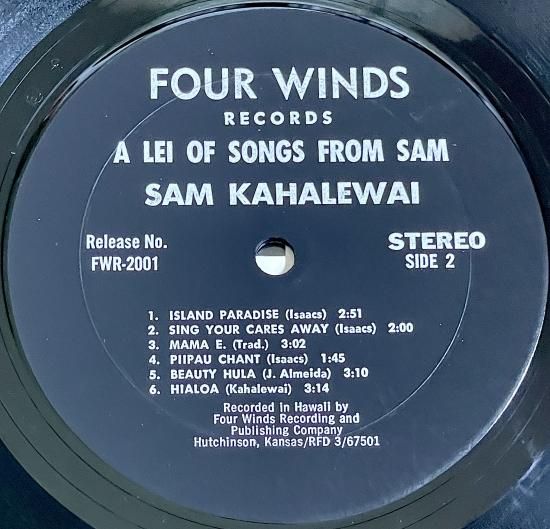 FOUR WINDS
RECORDS
A LEI OF SONGS FROM SAM
SAM KAHALEWAI
Release No.
FWR-2001
STEREO
SIDE 2
1. ISLAND PARADISE (Isaacs) 2:51
2. SING YOUR CARES AWAY (Isaacs) 2:00
3. MAMA E. (Trad.) 3:02
4. PIIPAU CHANT (Isaacs) 1:45
5. BEAUTY HULA (J. Almeida) 3:10
6. HIALOA (Kahalewai) 3:14
Recorded in Hawaii by
Four Winds Recording and
Publishing Company
Hutchinson, Kansas/RFD 3/67501